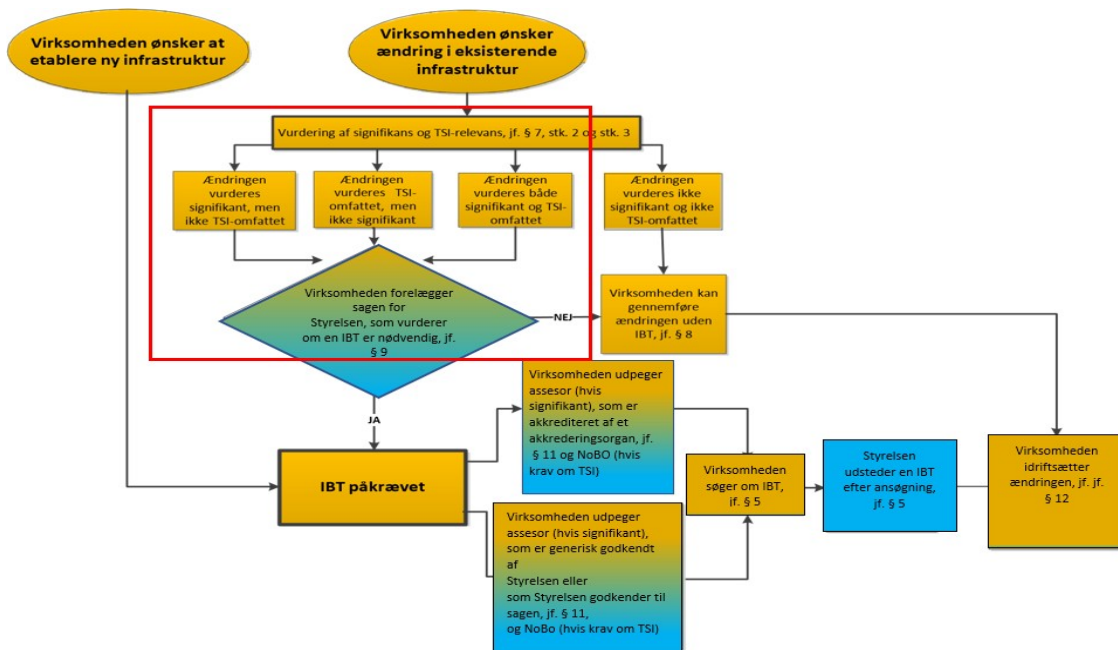 Virksomheden ønsker at
etablere ny infrastruktur
Virksomheden ønsker
ændring i eksisterende
infrastruktur
Vurdering af signifikans og TSI-relevans, jf. § 7, stk. 2 og stk. 3
Ændringen
vurderes
signifikant, men
ikke TSI-omfattet
Ændringen
vurderes TSI-
omfattet, men
ikke signifikant
Ændringen
vurderes både
signifikant og TSI-
omfattet
Ændringen
vurderes ikke
signifikant og ikke
TSI-omfattet
Virksomheden forelægger
sagen for
Styrelsen, som vurderer
om en IBT er nødvendig, jf.
§ 9
NEJ
Virksomheden kan
gennemføre
ændringen uden
IBT, jf. § 8
JA
IBT påkrævet
Virksomheden udpeger
assesor (hvis
signifikant), som er
akkrediteret af et
akkrederingsorgan, jf.
§ 11 og NoBO (hvis
krav om TSI)
Virksomheden udpeger
assesor (hvis signifikant),
som er generisk godkendt
af
Styrelsen eller
som Styrelsen godkender til
sagen, jf. § 11,
og NoBo (hvis krav om TSI)
Virksomheden
søger om IBT,
jf. § 5
Styrelsen
udsteder en IBT
efter ansøgning,
jf. § 5
Virksomheden
idriftsætter
ændringen, jf. jf.
§ 12